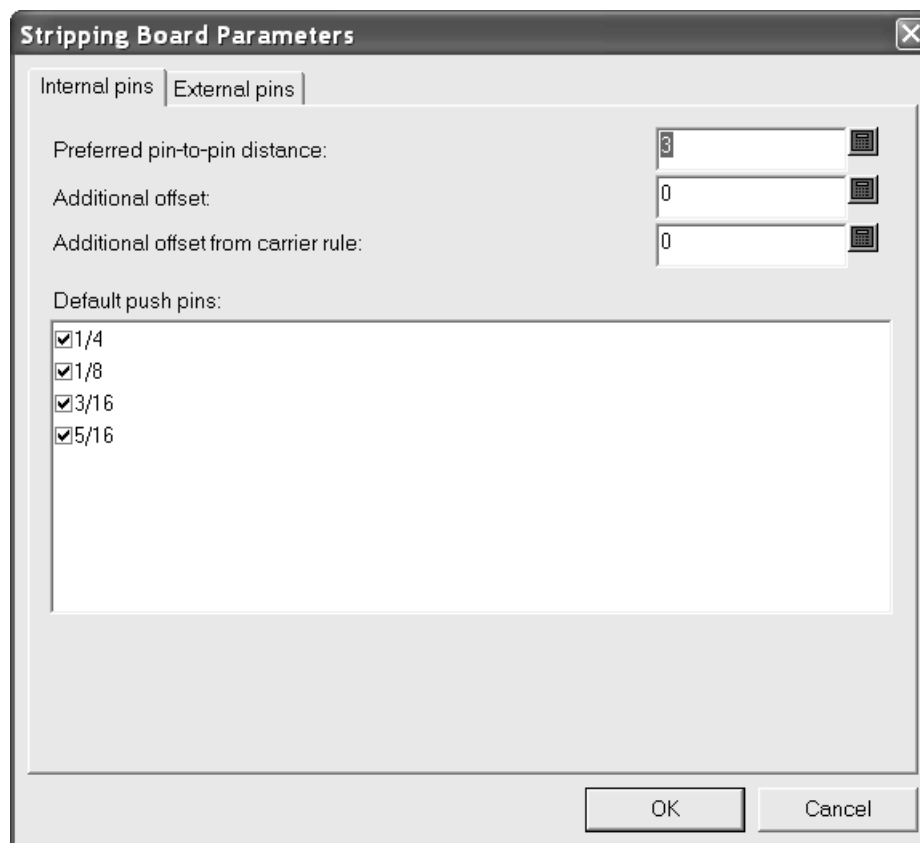 Stripping Board Parameters
Internal pins External pins
Preferred pin-to-pin distance: 3
Additional offset: 0
Additional offset from carrier rule: 0
Default push pins:
1/4
1/8
3/16
5/16
OK Cancel